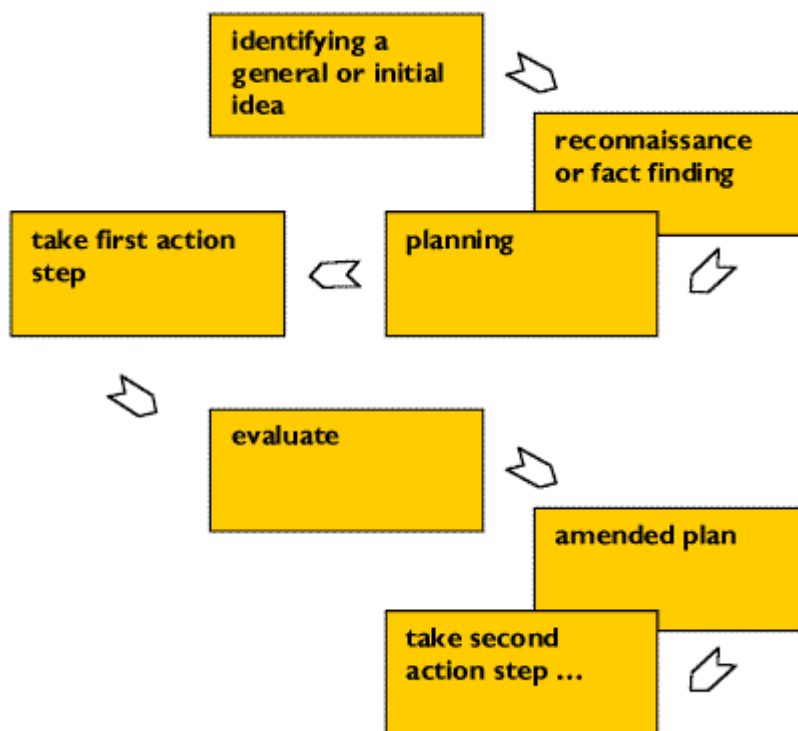 identifying a
general or initial
idea
reconnaissance
or fact finding
planning
take first action
step
evaluate
amended plan
take second
action step ...